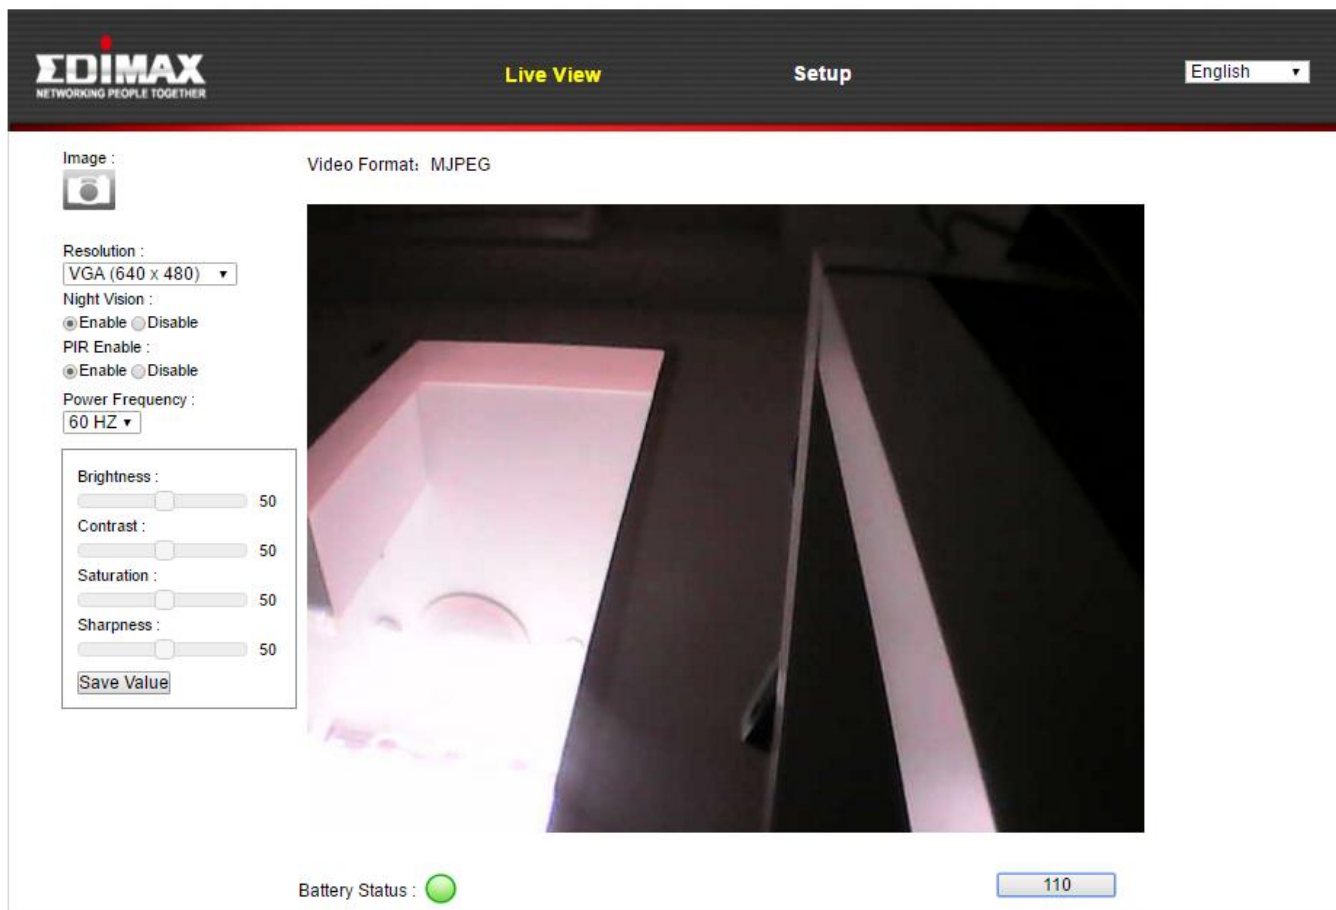 EDIMAX
NETWORKING PEOPLE TOGETHER
Live View
Setup
English
Image :
Video Format: MJPEG
Resolution :
VGA (640 x 480)
Night Vision :
Enable Disable
PIR Enable :
Enable Disable
Power Frequency :
60 HZ
Brightness :
50
Contrast :
50
Saturation :
50
Sharpness :
50
Save Value
Battery Status :
110